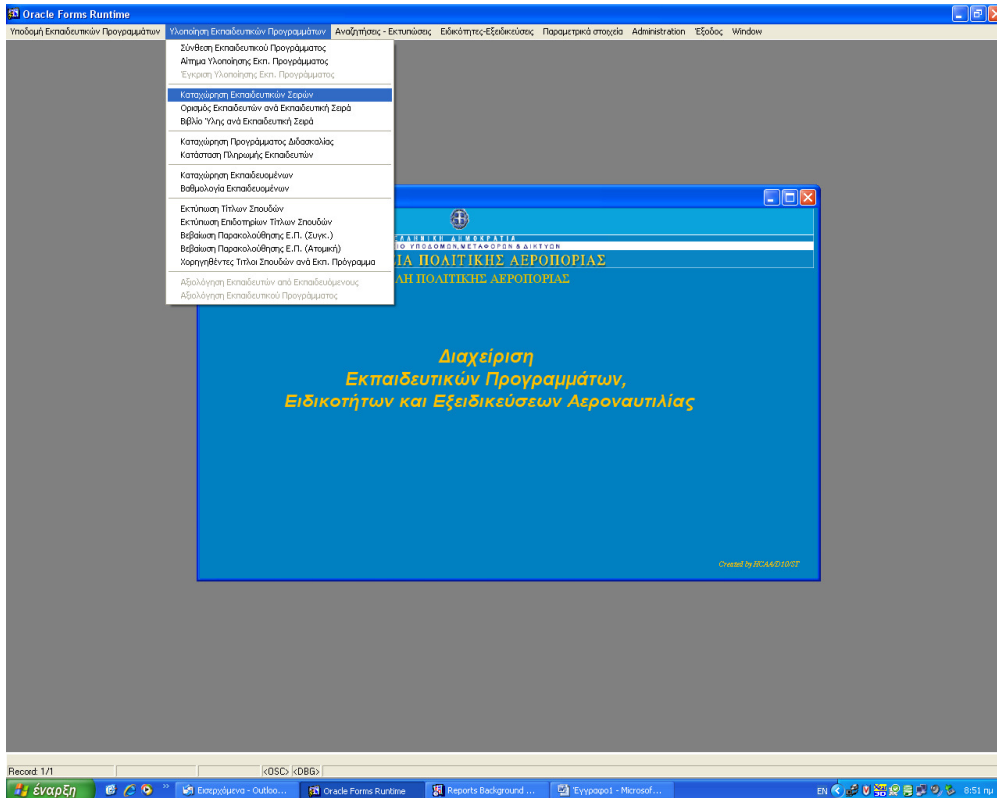 Oracle Forms Runtime
Υποδομή Εκπαιδευτικών Προγραμμάτων Υλοποίηση Εκπαιδευτικών Προγραμμάτων Αναζητήσεις - Εκτυπώσεις Ειδικότητες-Εξειδικεύσεις Παραμετρικά στοιχεία Administration Έξοδος Window
Σύνθεση Εκπαιδευτικού Προγράμματος
Αίτημα Υλοποίησης Εκπ. Προγράμματος
Έγκριση Υλοποίησης Εκπ. Προγράμματος
Καταχώρηση Εκπαιδευτικών Σειρών
Ορισμός Εκπαιδευτών ανά Εκπαιδευτική Σειρά
Βιβλίο Ύλης ανά Εκπαιδευτική Σειρά
Καταχώρηση Προγράμματος Διδασκαλίας
Κατάσταση Πληρωμής Εκπαιδευτών
Καταχώρηση Εκπαιδευομένων
Βαθμολογία Εκπαιδευομένων
Εκτύπωση Τίτλων Σπουδών
Εκτύπωση Επιδοτηρίων Τίτλων Σπουδών
Βεβαίωση Παρακολούθησης Ε.Π. (Συγκ.)
Βεβαίωση Παρακολούθησης Ε.Π. (Ατομική)
Χορηγηθέντες Τιτλοι Σπουδών ανά Εκπ. Πρόγραμμα
Αξιολόγηση Εκπαιδευτών από Εκπαιδευόμενους
Αξιολόγηση Εκπαιδευτικού Προγράμματος
ΔΗΜΟΚΡΑΤΙΑ
ΥΠΟΔΟΜΩΝ,ΜΕΤΑΦΟΡΩΝ & ΔΙΚΤΥΩΝ
ΠΟΛΙΤΙΚΗΣ ΑΕΡΟΠΟΡΙΑΣ
ΠΟΛΙΤΙΚΗΣ ΑΕΡΟΠΟΡΙΑΣ
Διαχείριση
Εκπαιδευτικών Προγραμμάτων,
Ειδικοτήτων και Εξειδικεύσεων Αεροναυτιλίας
Created by HCAA/D10/ST
Record: 1/1 <OSC> <DBG>
έναρξη Εισερχόμενα - Outloo... Oracle Forms Runtime Reports Background ... Έγγραφο1 - Microsof... EN 8:51 πμ